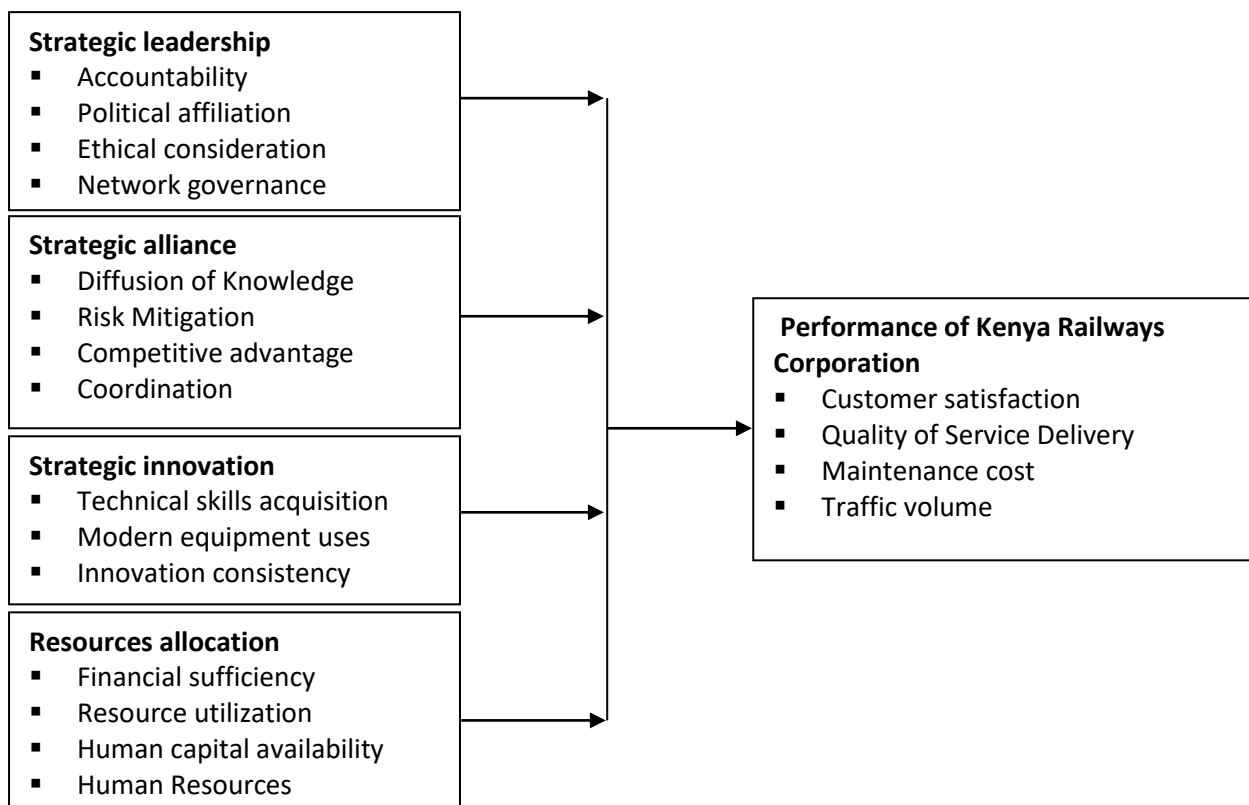 Strategic leadership
▪ Accountability
▪ Political affiliation
▪ Ethical consideration
▪ Network governance
Strategic alliance
▪ Diffusion of Knowledge
▪ Risk Mitigation
▪ Competitive advantage
▪ Coordination
Strategic innovation
▪ Technical skills acquisition
▪ Modern equipment uses
▪ Innovation consistency
Resources allocation
▪ Financial sufficiency
▪ Resource utilization
▪ Human capital availability
▪ Human Resources
Performance of Kenya Railways
Corporation
▪ Customer satisfaction
▪ Quality of Service Delivery
▪ Maintenance cost
▪ Traffic volume